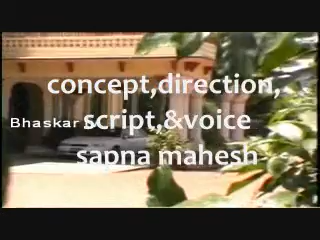 concept,direction,
script,&voice
sapna mahesh
Bhaskar